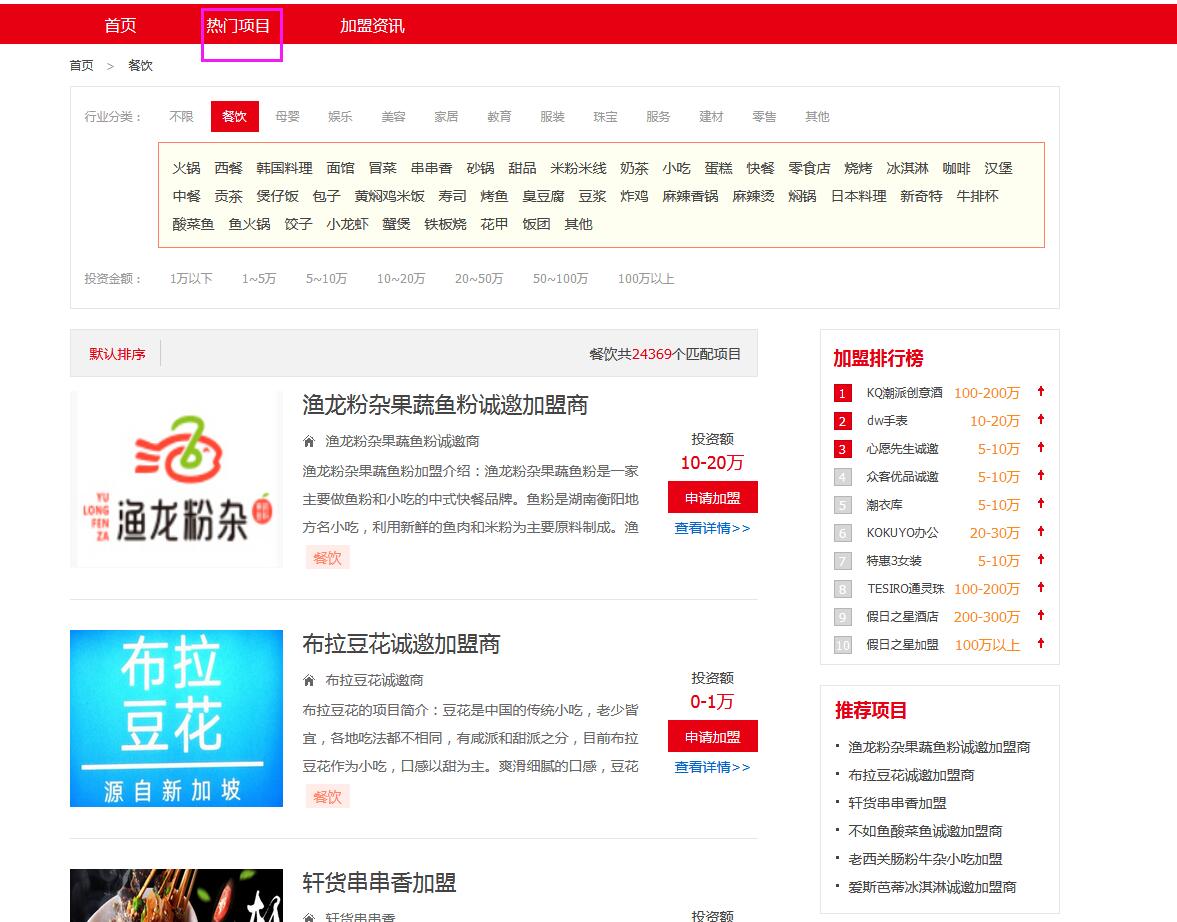 首页 热门项目 加盟资讯
首页 > 餐饮
行业分类： 不限 餐饮 母婴 娱乐 美容 家居 教育 服装 珠宝 服务 建材 零售 其他
火锅 西餐 韩国料理 面馆 冒菜 串串香 砂锅 甜品 米粉米线 奶茶 小吃 蛋糕 快餐 零食店 烧烤 冰淇淋 咖啡 汉堡
中餐 贡茶 煲仔饭 包子 黄焖鸡米饭 寿司 烤鱼 臭豆腐 豆浆 炸鸡 麻辣香锅 麻辣烫 焖锅 日本料理 新奇特 牛排杯
酸菜鱼 鱼火锅 饺子 小龙虾 蟹煲 铁板烧 花甲 饭团 其他
投资金额： 1万以下 1~5万 5~10万 10~20万 20~50万 50~100万 100万以上
默认排序 餐饮共24369个匹配项目
YU
LONG
FEN
ZA
渔龙粉杂
渔龙粉杂果蔬鱼粉诚邀加盟商
渔龙粉杂果蔬鱼粉诚邀商
渔龙粉杂果蔬鱼粉加盟介绍：渔龙粉杂果蔬鱼粉是一家
主要做鱼粉和小吃的中式快餐品牌。鱼粉是湖南衡阳地
方名小吃，利用新鲜的鱼肉和米粉为主要原料制成。渔
餐饮
投资额
10-20万
申请加盟
查看详情>>
布拉
豆花
源自新加坡
布拉豆花诚邀加盟商
布拉豆花诚邀商
布拉豆花的项目简介：豆花是中国的传统小吃，老少皆
宜，各地吃法都不相同，有咸派和甜派之分，目前布拉
豆花作为小吃，口感以甜为主。爽滑细腻的口感，豆花
餐饮
投资额
0-1万
申请加盟
查看详情>>
轩货串串香加盟
轩货串串香
投资额
加盟排行榜
1 KQ潮派创意酒 100-200万
2 dw手表 10-20万
3 心愿先生诚邀 5-10万
4 众客优品诚邀 5-10万
5 潮衣库 5-10万
6 KOKUYO办公 20-30万
7 特惠3女装 5-10万
8 TESIRO通灵珠 100-200万
9 假日之星酒店 200-300万
10 假日之星加盟 100万以上
推荐项目
· 渔龙粉杂果蔬鱼粉诚邀加盟商
· 布拉豆花诚邀加盟商
· 轩货串串香加盟
· 不如鱼酸菜鱼诚邀加盟商
· 老西关肠粉牛杂小吃加盟
· 爱斯芭蒂冰淇淋诚邀加盟商